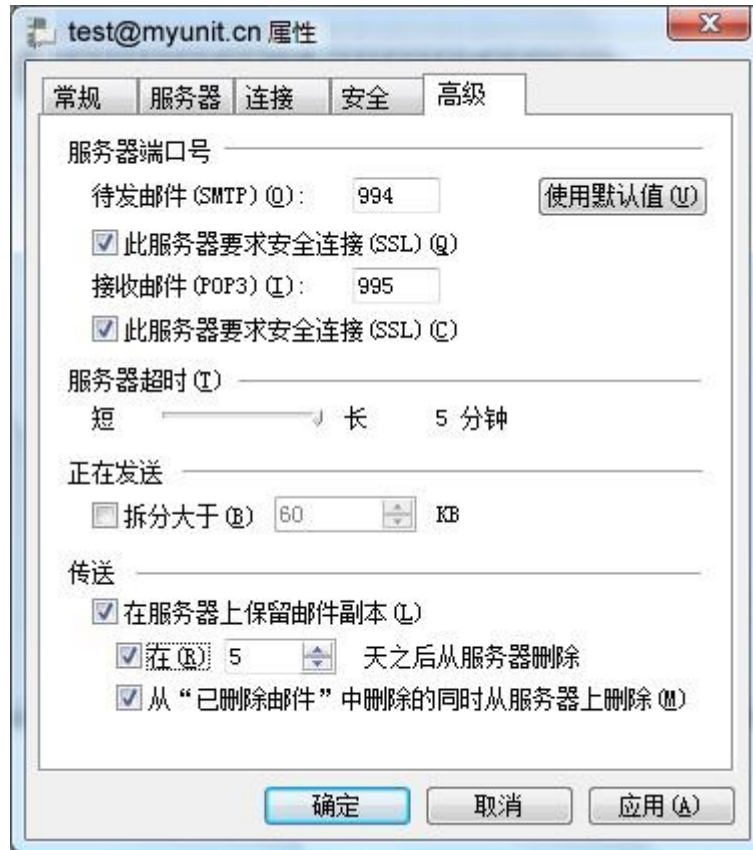 test@myunit.cn 属性
常规 服务器 连接 安全 高级
服务器端口号
待发邮件(SMTP)(O): 994 使用默认值(U)
此服务器要求安全连接(SSL)(Q)
接收邮件(POP3)(I): 995
此服务器要求安全连接(SSL)(C)
服务器超时(T)
短 长 5 分钟
正在发送
拆分大于(B) 60 KB
传送
在服务器上保留邮件副本(L)
在(R) 5 天之后从服务器删除
从“已删除邮件”中删除的同时从服务器上删除(M)
确定 取消 应用(A)